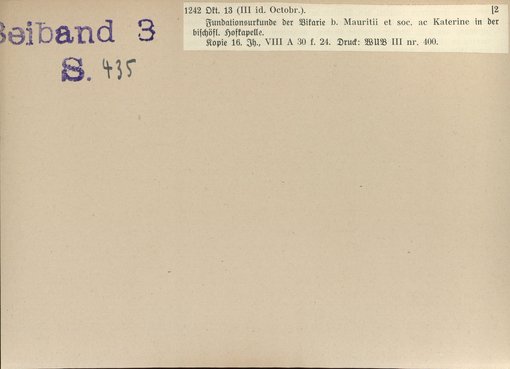 1242 Okt. 13 (III id. Octobr.). [2
Fundationsurkunde der Vikarie b. Mauritii et soc. ac Katerine in der
bischöfl. Hofkapelle.
Kopie 16. Jh., VIII A 30 f. 24. Druck: WUB III nr. 400.
Beiband 3
S. 435